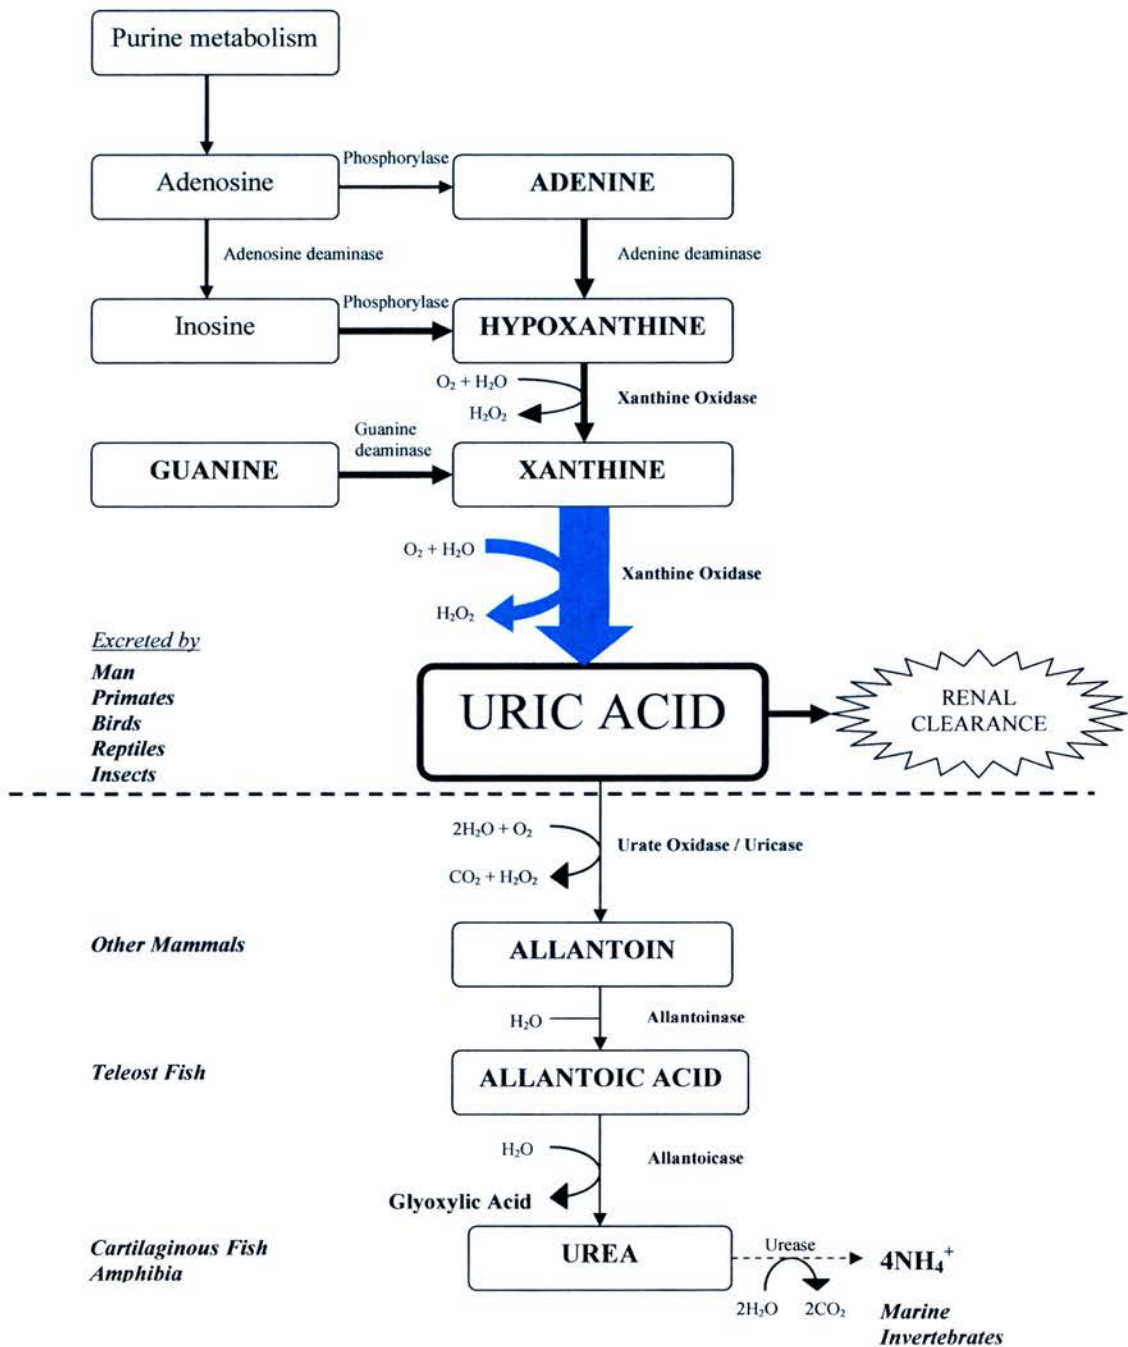 Purine metabolism
Phosphorylase
Adenosine
ADENINE
Adenosine deaminase
Adenine deaminase
Phosphorylase
Inosine
HYPOXANTHINE
O₂ + H₂O
Xanthine Oxidase
H₂O₂
Guanine
deaminase
GUANINE
XANTHINE
O₂ + H₂O
Xanthine Oxidase
H₂O₂
Excreted by
Man
Primates
Birds
Reptiles
Insects
URIC ACID
RENAL
CLEARANCE
2H₂O + O₂
Urate Oxidase / Uricase
CO₂ + H₂O₂
Other Mammals
ALLANTOIN
H₂O
Allantoinase
Teleost Fish
ALLANTOIC ACID
H₂O
Allantoicase
Glyoxylic Acid
Cartilaginous Fish
Amphibia
UREA
Urease
4NH₄⁺
2H₂O
2CO₂
Marine
Invertebrates